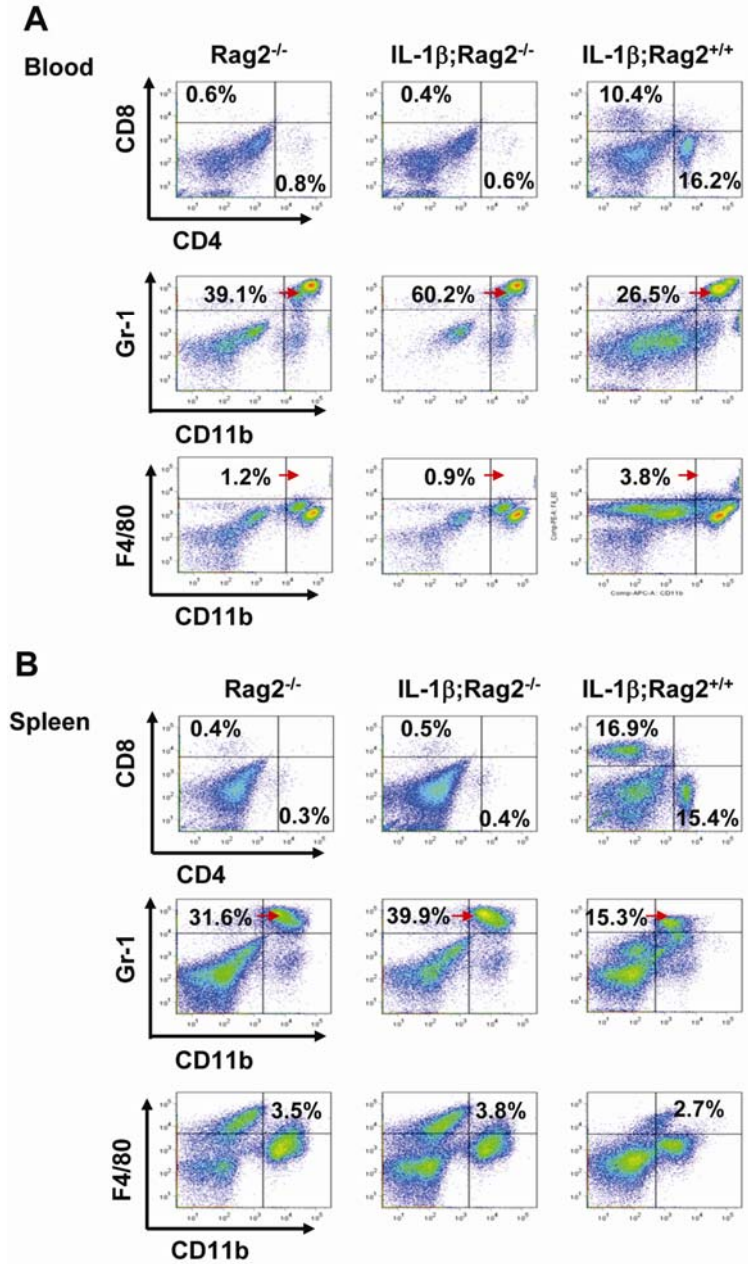 A
Blood
Rag2-/- IL-1β;Rag2-/- IL-1β;Rag2+/+
CD8
0.6% 0.4% 10.4%
0.8% 0.6% 16.2%
CD4
Gr-1
39.1% 60.2% 26.5%
CD11b
F4/80
1.2% 0.9% 3.8%
CD11b
Comp-APC-A: CD11b
B
Spleen
Rag2-/- IL-1β;Rag2-/- IL-1β;Rag2+/+
CD8
0.4% 0.5% 16.9%
0.3% 0.4% 15.4%
CD4
Gr-1
31.6% 39.9% 15.3%
CD11b
F4/80
3.5% 3.8% 2.7%
CD11b